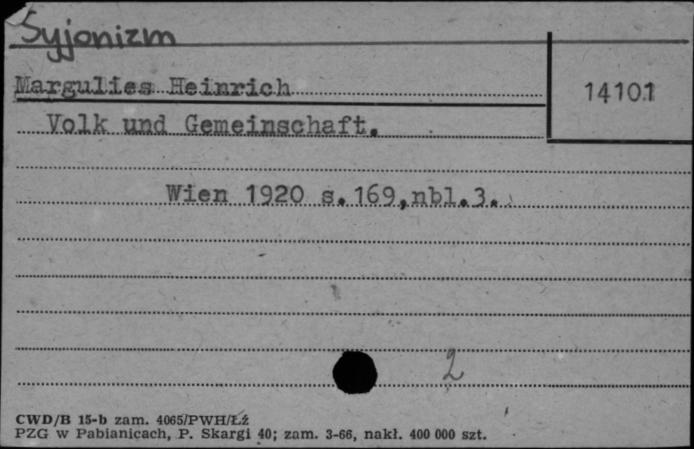 Syjonizm
Margulies Heinrich
14101
Volk und Gemeinschaft.
Wien 1920 s.169,nbl.3.
2
CWD/B 15-b zam. 4065/PWH/Łź
PZG w Pabianicach, P. Skargi 40; zam. 3-66, nakł. 400 000 szt.